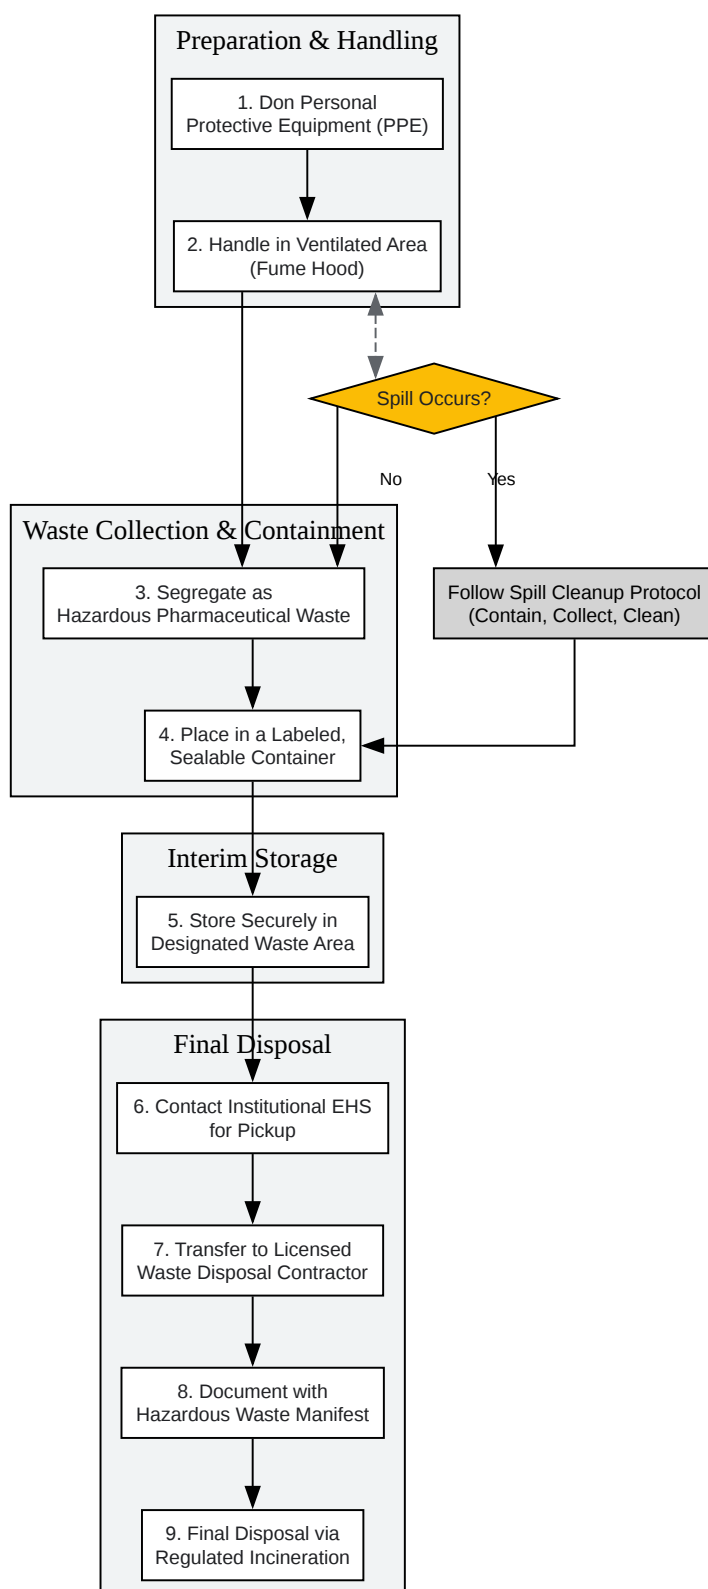 Preparation & Handling
1. Don Personal
Protective Equipment (PPE)
2. Handle in Ventilated Area
(Fume Hood)
Spill Occurs?
No
Yes
Waste Collection & Containment
3. Segregate as
Hazardous Pharmaceutical Waste
Follow Spill Cleanup Protocol
(Contain, Collect, Clean)
4. Place in a Labeled,
Sealable Container
Interim Storage
5. Store Securely in
Designated Waste Area
Final Disposal
6. Contact Institutional EHS
for Pickup
7. Transfer to Licensed
Waste Disposal Contractor
8. Document with
Hazardous Waste Manifest
9. Final Disposal via
Regulated Incineration